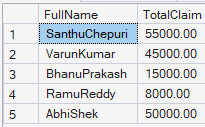 FullName TotalClaim
1 SanthuChepuri 55000.00
2 VarunKumar 45000.00
3 BhanuPrakash 15000.00
4 RamuReddy 8000.00
5 AbhiShek 50000.00